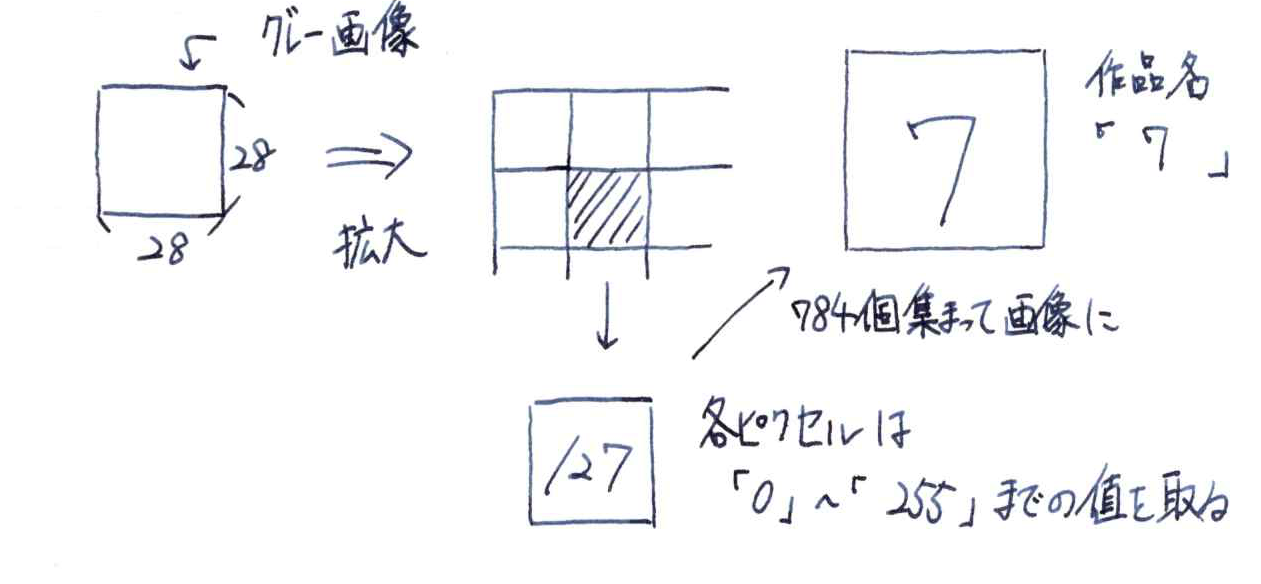 グレー画像
28
28
拡大
7
作品名
「7」
784個集まって画像に
127
各ピクセルは
「0」～「255」までの値を取る